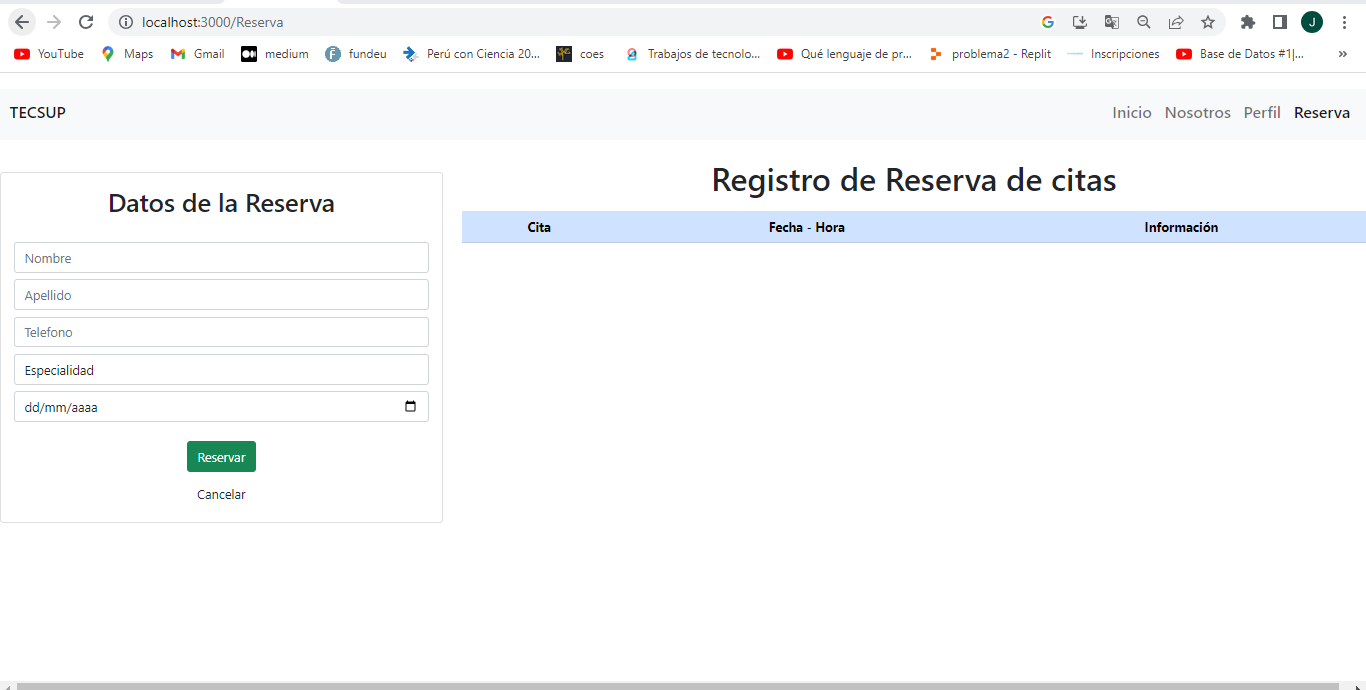 localhost:3000/Reserva
J
YouTube Maps Gmail medium fundeu Perú con Ciencia 20... coes Trabajos de tecnolo... Qué lenguaje de pr... problema2 - Replit Inscripciones Base de Datos #1|... »
TECSUP Inicio Nosotros Perfil Reserva
Datos de la Reserva
Nombre
Apellido
Telefono
Especialidad
dd/mm/aaaa
Reservar
Cancelar
Registro de Reserva de citas
Cita Fecha - Hora Información